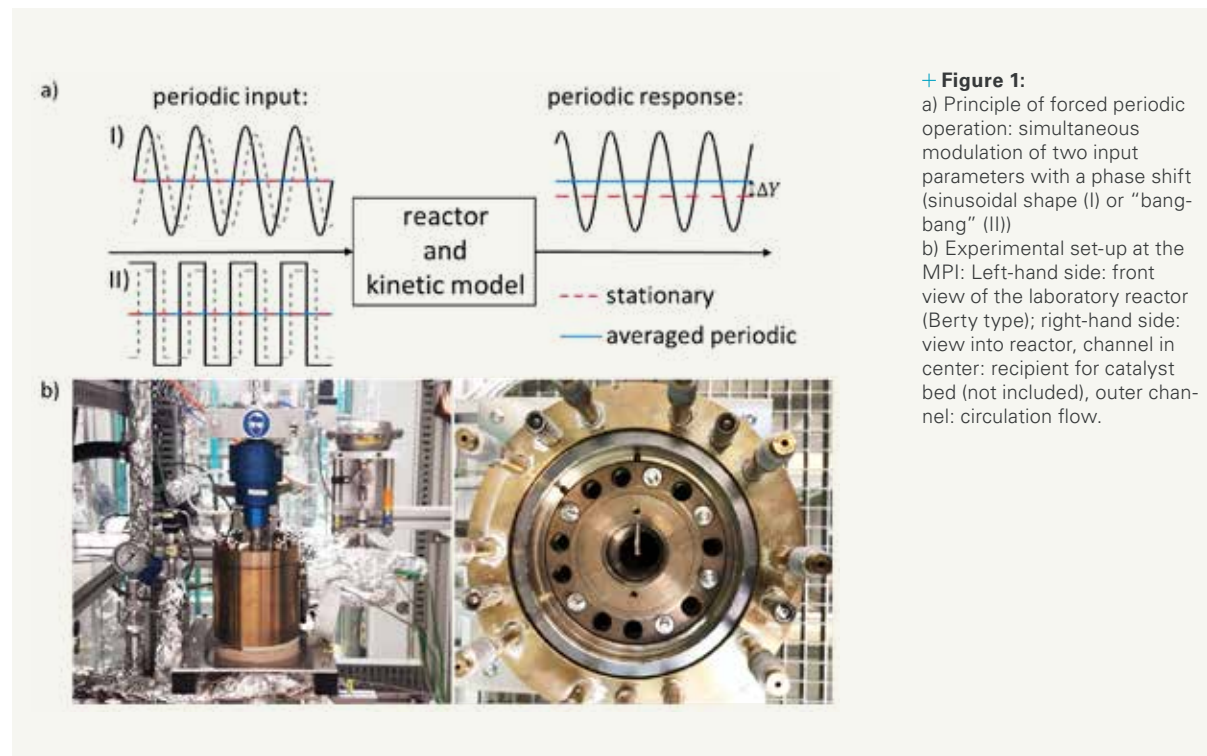 a)
periodic input:
periodic response:
I)
ΔY
reactor
and
kinetic model
II)
stationary
averaged periodic
b)
+ Figure 1:
a) Principle of forced periodic
operation: simultaneous
modulation of two input
parameters with a phase shift
(sinusoidal shape (I) or “bang-
bang” (II))
b) Experimental set-up at the
MPI: Left-hand side: front
view of the laboratory reactor
(Berty type); right-hand side:
view into reactor, channel in
center: recipient for catalyst
bed (not included), outer chan-
nel: circulation flow.